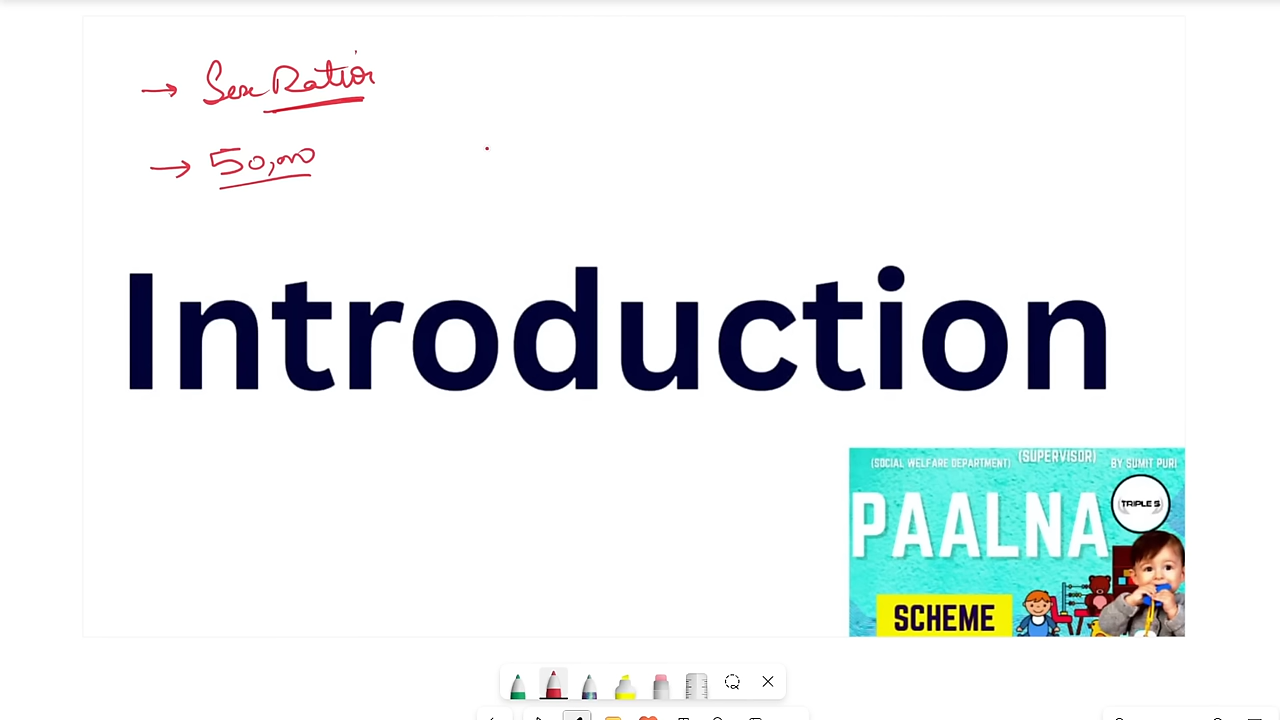 → Sex Ratio
→ 50,000
Introduction
(SOCIAL WELFARE DEPARTMENT) (SUPERVISOR) BY SUMIT PURI
PAALNA
TRIPLE S
SCHEME